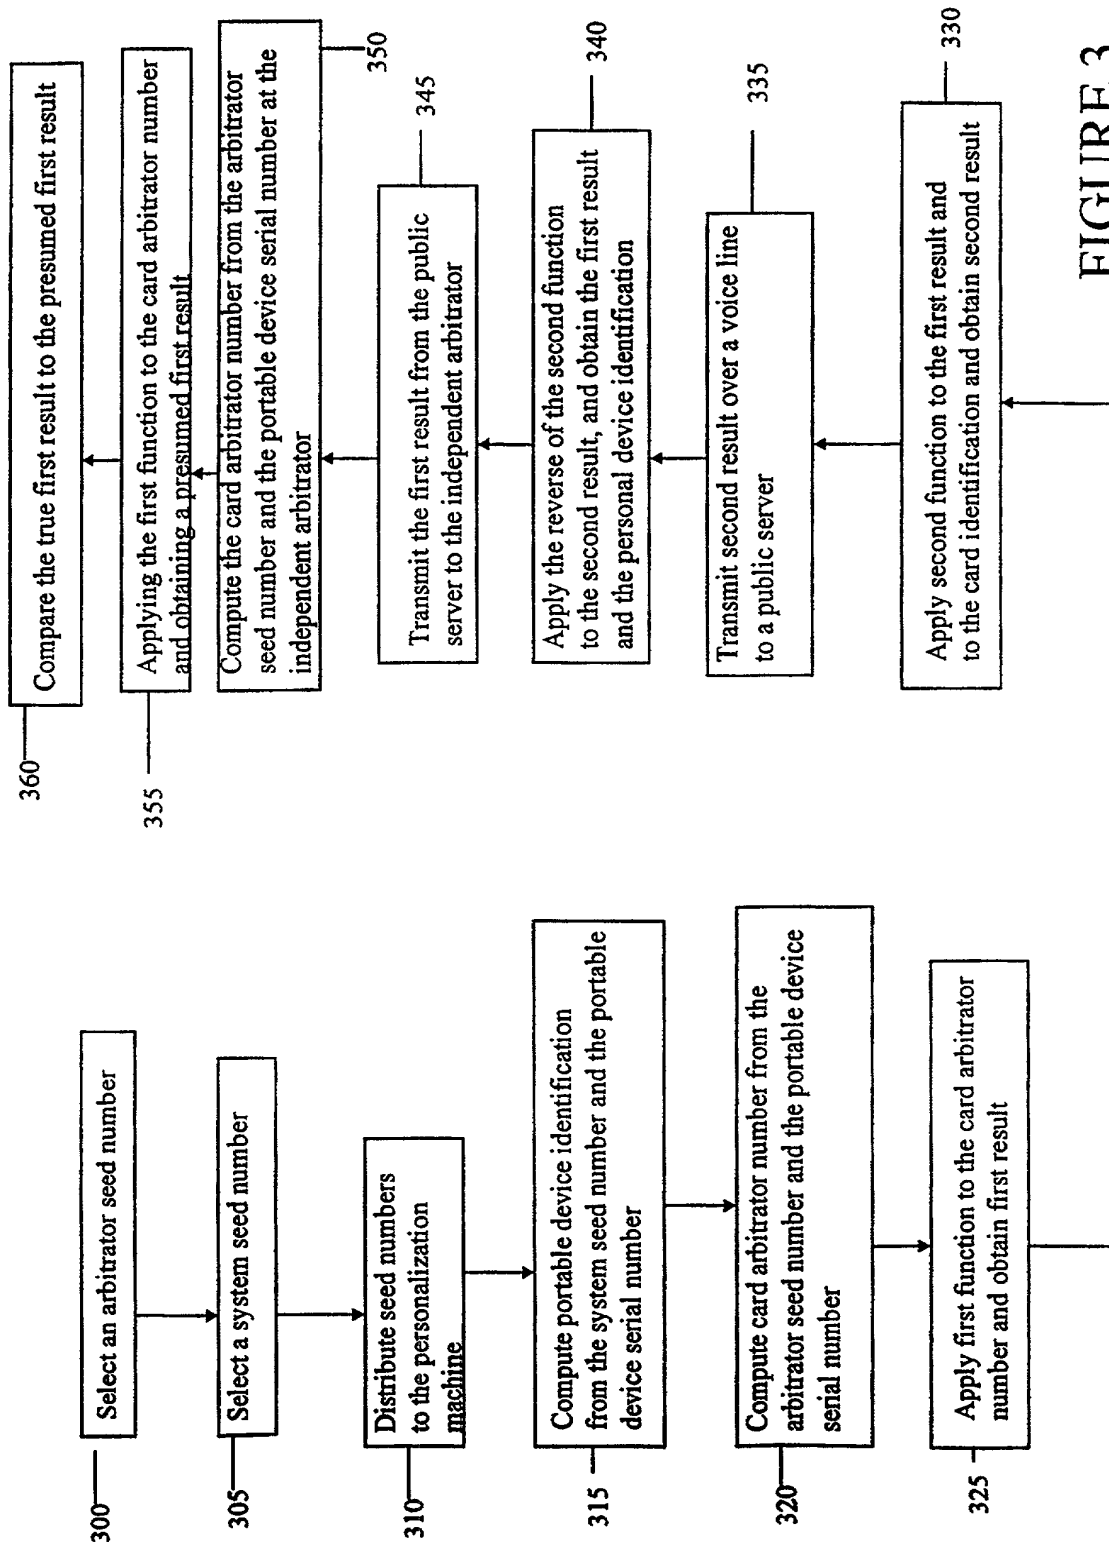 300
Select an arbitrator seed number
305
Select a system seed number
310
Distribute seed numbers
to the personalization
machine
315
Compute portable device identification
from the system seed number and the portable
device serial number
320
Compute card arbitrator number from the
arbitrator seed number and the portable device
serial number
325
Apply first function to the card arbitrator
number and obtain first result
330
Apply second function to the first result and
to the card identification and obtain second result
335
Transmit second result over a voice line
to a public server
340
Apply the reverse of the second function
to the second result, and obtain the first result
and the personal device identification
345
Transmit the first result from the public
server to the independent arbitrator
350
Compute the card arbitrator number from the arbitrator
seed number and the portable device serial number at the
independent arbitrator
355
Applying the first function to the card arbitrator number
and obtaining a presumed first result
360
Compare the true first result to the presumed first result
FIGURE 3